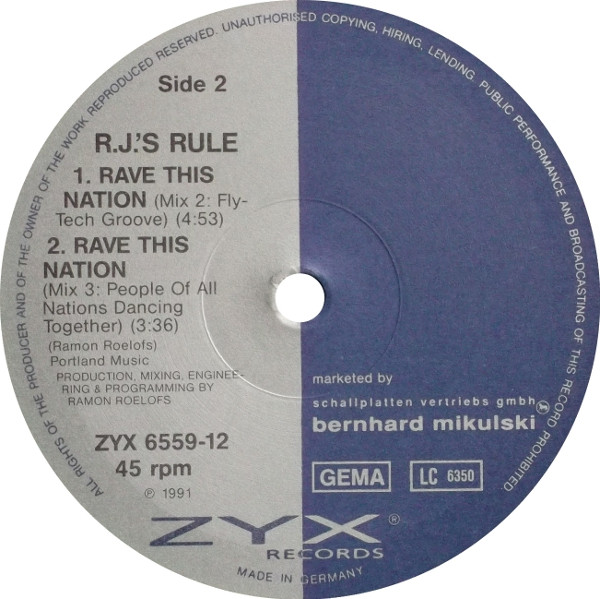 ALL RIGHTS OF THE PRODUCER AND OF THE OWNER OF THE WORK REPRODUCED RESERVED. UNAUTHORISED COPYING, HIRING, LENDING, PUBLIC PERFORMANCE AND BROADCASTING OF THIS RECORD PROHIBITED
Side 2
R.J.'S RULE
1. RAVE THIS
NATION (Mix 2: Fly-
Tech Groove) (4:53)
2. RAVE THIS
NATION
(Mix 3: People Of All
Nations Dancing
Together) (3:36)
(Ramon Roelofs)
Portland Music
PRODUCTION, MIXING, ENGINEE-
RING & PROGRAMMING BY
RAMON ROELOFS
ZYX 6559-12
45 rpm
℗ 1991
marketed by
schallplatten vertriebs gmbh
bernhard mikulski
GEMA
LC 6350
ZYX®
RECORDS
MADE IN GERMANY